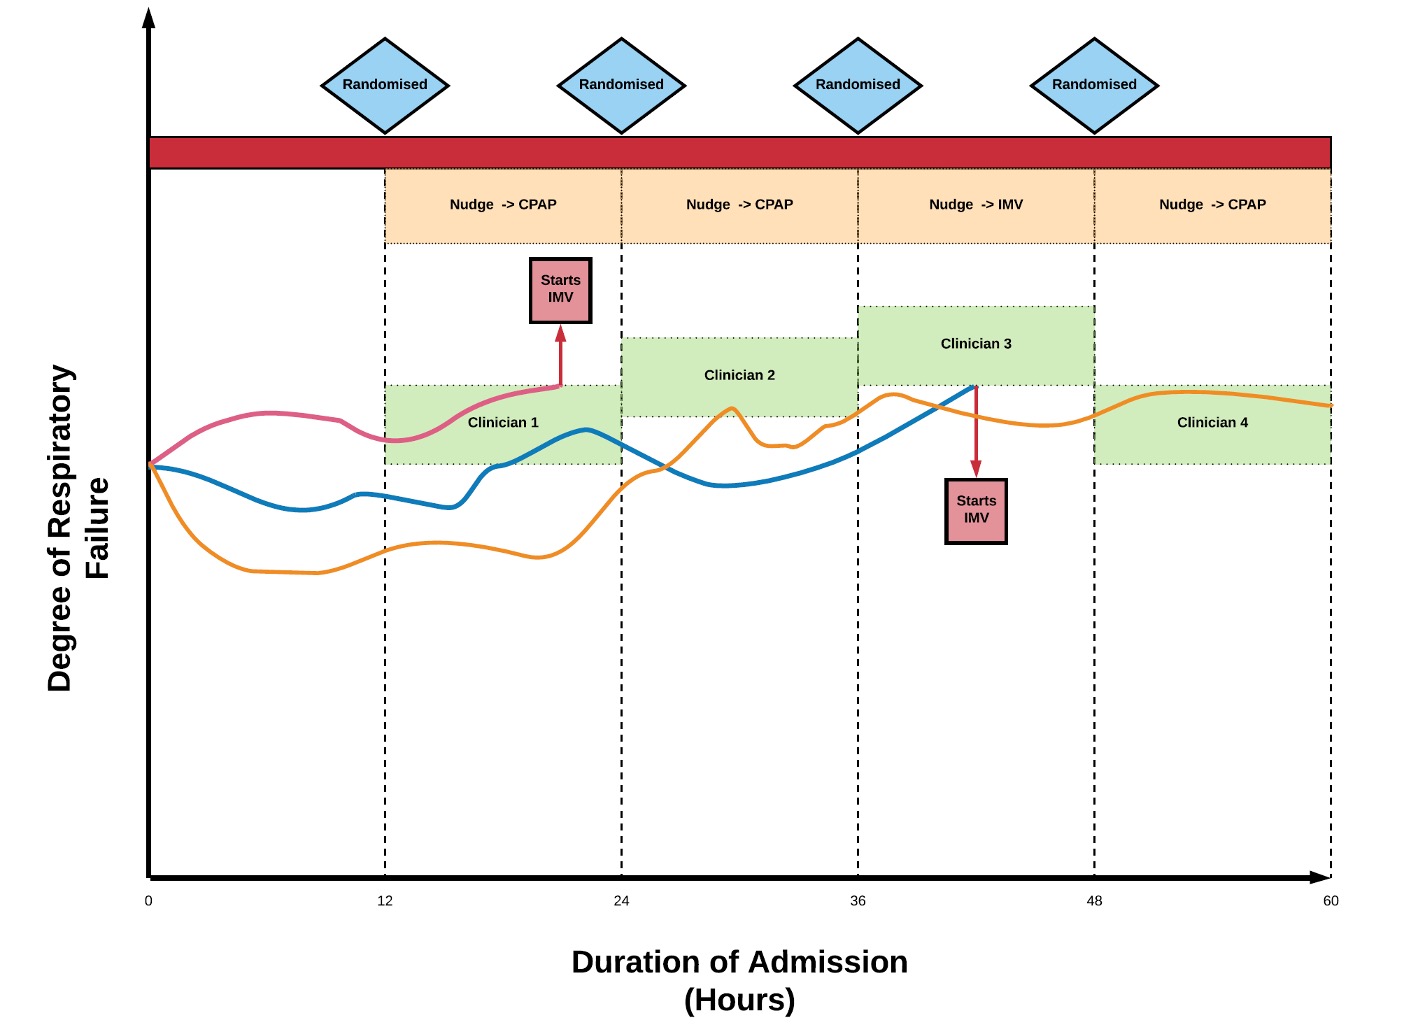 Randomised
Randomised
Randomised
Randomised
Nudge -> CPAP
Nudge -> CPAP
Nudge -> IMV
Nudge -> CPAP
Starts
IMV
Clinician 1
Clinician 2
Clinician 3
Clinician 4
Starts
IMV
Degree of Respiratory
Failure
0
12
24
36
48
60
Duration of Admission
(Hours)